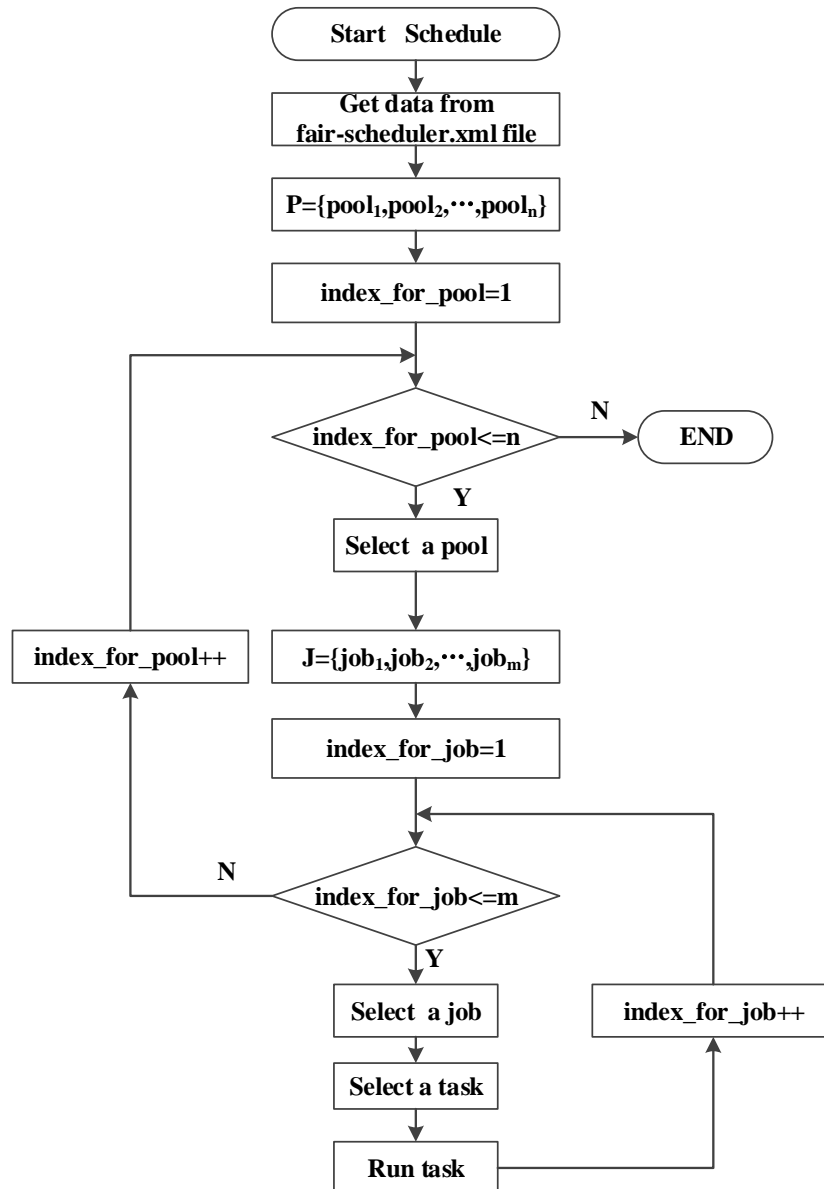 Start Schedule
Get data from
fair-scheduler.xml file
P={pool₁,pool₂,⋯,poolₙ}
index_for_pool=1
index_for_pool<=n
N
END
Y
Select a pool
index_for_pool++
J={job₁,job₂,⋯,jobₘ}
index_for_job=1
N
index_for_job<=m
Y
Select a job
index_for_job++
Select a task
Run task